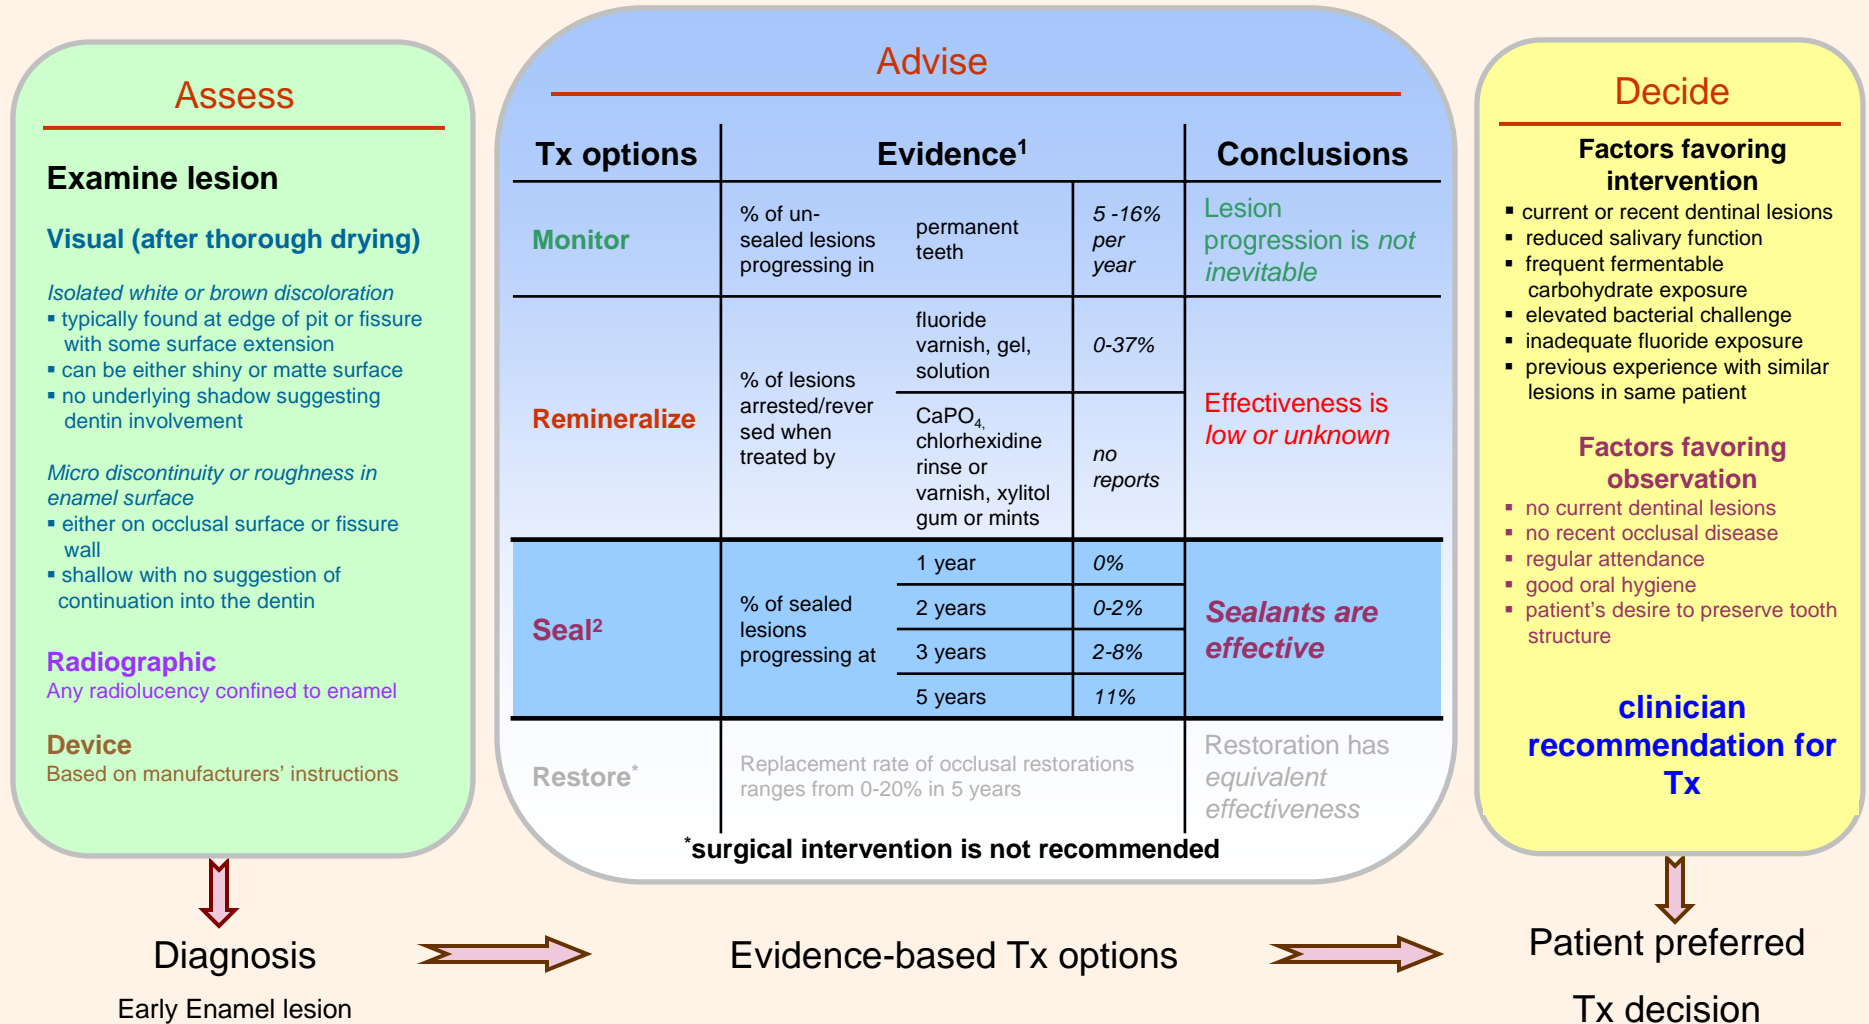 Assess
Examine lesion
Visual (after thorough drying)
Isolated white or brown discoloration
▪ typically found at edge of pit or fissure
with some surface extension
▪ can be either shiny or matte surface
▪ no underlying shadow suggesting
dentin involvement
Micro discontinuity or roughness in
enamel surface
▪ either on occlusal surface or fissure
wall
▪ shallow with no suggestion of
continuation into the dentin
Radiographic
Any radiolucency confined to enamel
Device
Based on manufacturers' instructions
Diagnosis
Early Enamel lesion
Advise
Tx options
Evidence¹
Conclusions
Monitor
% of un-
sealed lesions
progressing in
permanent
teeth
5 -16%
per
year
Lesion
progression is not
inevitable
Remineralize
% of lesions
arrested/rever
sed when
treated by
fluoride
varnish, gel,
solution
0-37%
CaPO₄,
chlorhexidine
rinse or
varnish, xylitol
gum or mints
no
reports
Effectiveness is
low or unknown
Seal²
% of sealed
lesions
progressing at
1 year
0%
2 years
0-2%
3 years
2-8%
5 years
11%
Sealants are
effective
Restore*
Replacement rate of occlusal restorations
ranges from 0-20% in 5 years
Restoration has
equivalent
effectiveness
*surgical intervention is not recommended
Evidence-based Tx options
Decide
Factors favoring
intervention
▪ current or recent dentinal lesions
▪ reduced salivary function
▪ frequent fermentable
carbohydrate exposure
▪ elevated bacterial challenge
▪ inadequate fluoride exposure
▪ previous experience with similar
lesions in same patient
Factors favoring
observation
▪ no current dentinal lesions
▪ no recent occlusal disease
▪ regular attendance
▪ good oral hygiene
▪ patient's desire to preserve tooth
structure
clinician
recommendation for
Tx
Patient preferred
Tx decision